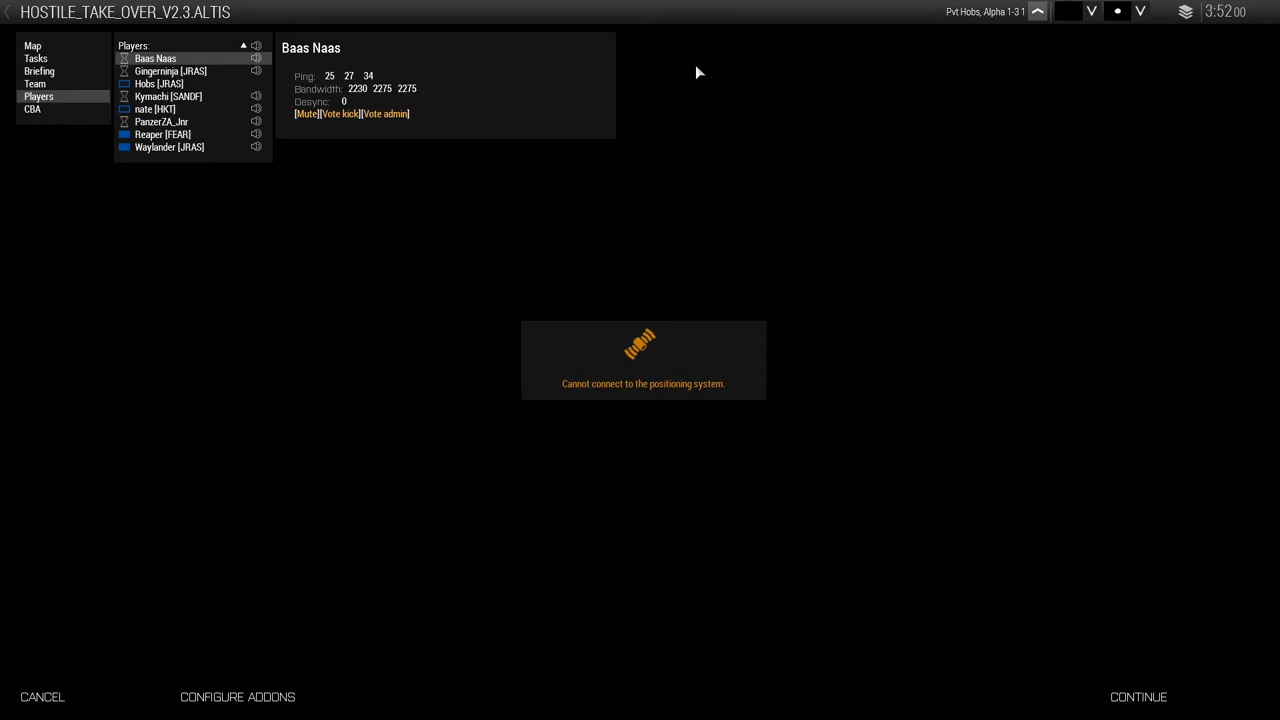 HOSTILE_TAKE_OVER_V2.3.ALTIS
Pvt Hobs, Alpha 1-3 1
3:52:00
Map
Tasks
Briefing
Team
Players
CBA
Players:
Baas Naas
Gingerninja [JRAS]
Hobs [JRAS]
Kymachi [SANDF]
nate [HKT]
PanzerZA_Jnr
Reaper [FEAR]
Waylander [JRAS]
Baas Naas
Ping: 25 27 34
Bandwidth: 2230 2275 2275
Desync: 0
[Mute][Vote kick][Vote admin]
Cannot connect to the positioning system.
CANCEL
CONFIGURE ADDONS
CONTINUE